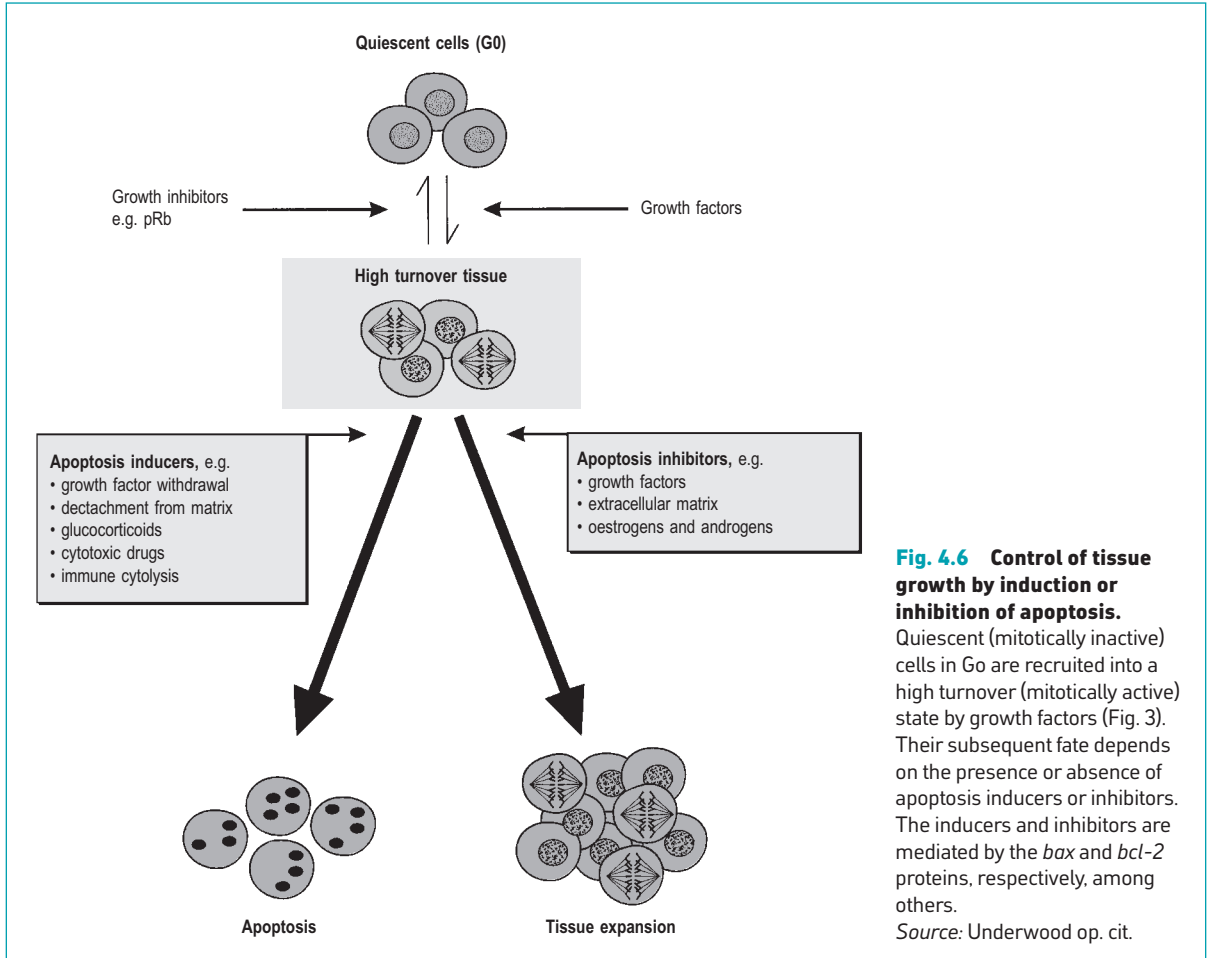 Quiescent cells (G0)
Growth inhibitors
e.g. pRb
Growth factors
High turnover tissue
Apoptosis inducers, e.g.
• growth factor withdrawal
• dectachment from matrix
• glucocorticoids
• cytotoxic drugs
• immune cytolysis
Apoptosis inhibitors, e.g.
• growth factors
• extracellular matrix
• oestrogens and androgens
Apoptosis
Tissue expansion
Fig. 4.6 Control of tissue
growth by induction or
inhibition of apoptosis.
Quiescent (mitotically inactive)
cells in Go are recruited into a
high turnover (mitotically active)
state by growth factors (Fig. 3).
Their subsequent fate depends
on the presence or absence of
apoptosis inducers or inhibitors.
The inducers and inhibitors are
mediated by the bax and bcl-2
proteins, respectively, among
others.
Source: Underwood op. cit.